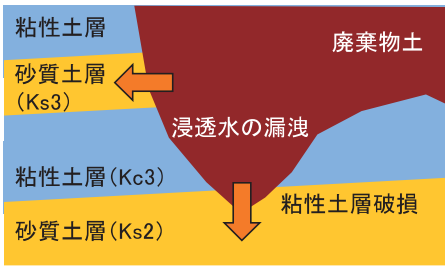 粘性土層
廃棄物土
砂質土層
(Ks3)
浸透水の漏洩
粘性土層(Kc3)
粘性土層破損
砂質土層(Ks2)